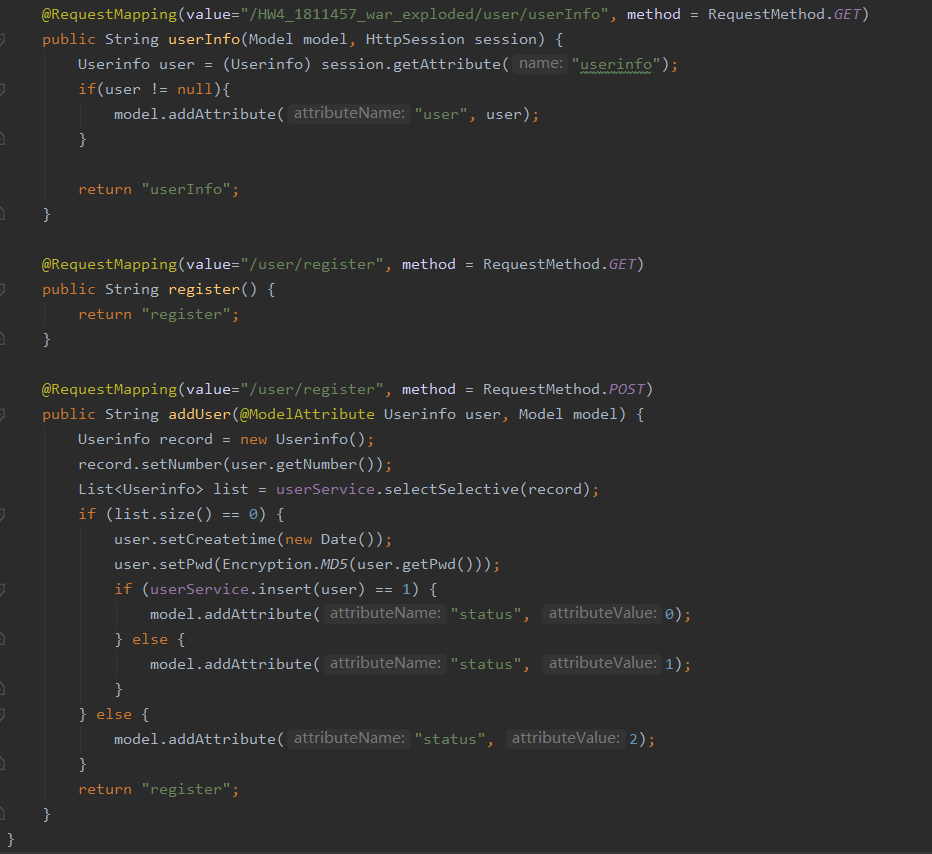 @RequestMapping(value="/HW4_1811457_war_exploded/user/userInfo", method = RequestMethod.GET)
public String userInfo(Model model, HttpSession session) {
    Userinfo user = (Userinfo) session.getAttribute( name: "userinfo");
    if(user != null){
        model.addAttribute( attributeName: "user", user);
    }

    return "userInfo";
}

@RequestMapping(value="/user/register", method = RequestMethod.GET)
public String register() {
    return "register";
}

@RequestMapping(value="/user/register", method = RequestMethod.POST)
public String addUser(@ModelAttribute Userinfo user, Model model) {
    Userinfo record = new Userinfo();
    record.setNumber(user.getNumber());
    List<Userinfo> list = userService.selectSelective(record);
    if (list.size() == 0) {
        user.setCreatetime(new Date());
        user.setPwd(Encryption.MD5(user.getPwd()));
        if (userService.insert(user) == 1) {
            model.addAttribute( attributeName: "status", attributeValue: 0);
        } else {
            model.addAttribute( attributeName: "status", attributeValue: 1);
        }
    } else {
        model.addAttribute( attributeName: "status", attributeValue: 2);
    }
    return "register";
}
}